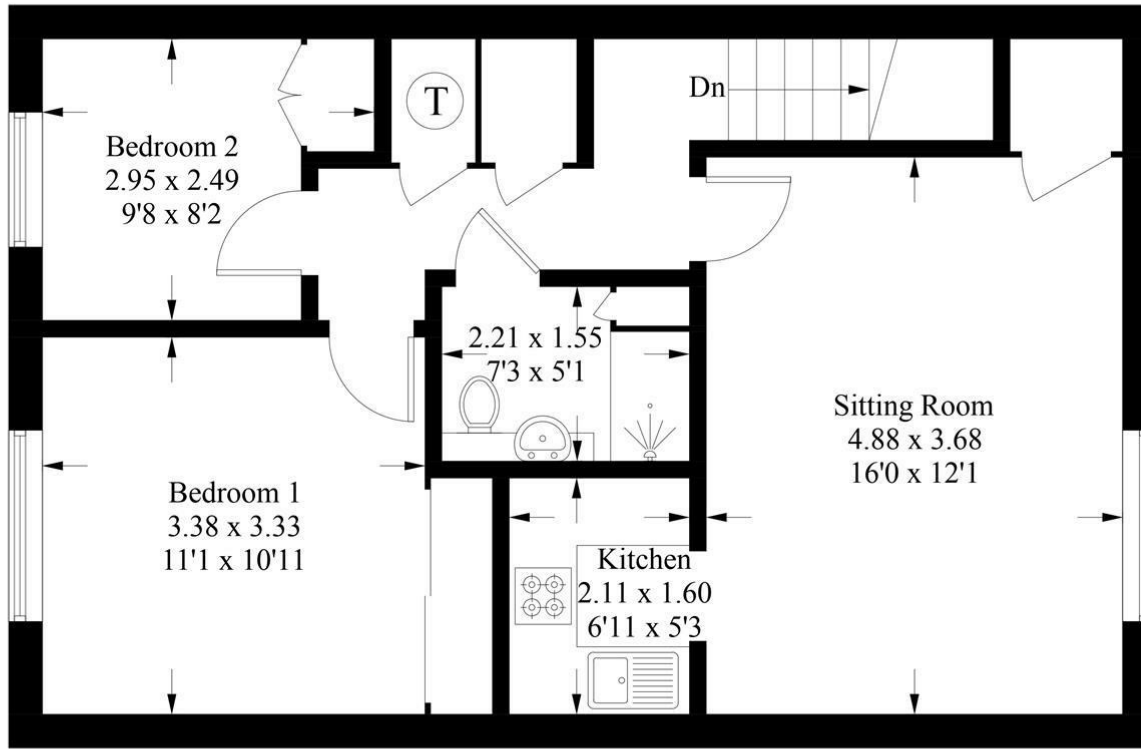 Dn
T
Bedroom 2
2.95 x 2.49
9'8 x 8'2
2.21 x 1.55
7'3 x 5'1
Sitting Room
4.88 x 3.68
16'0 x 12'1
Bedroom 1
3.38 x 3.33
11'1 x 10'11
Kitchen
2.11 x 1.60
6'11 x 5'3